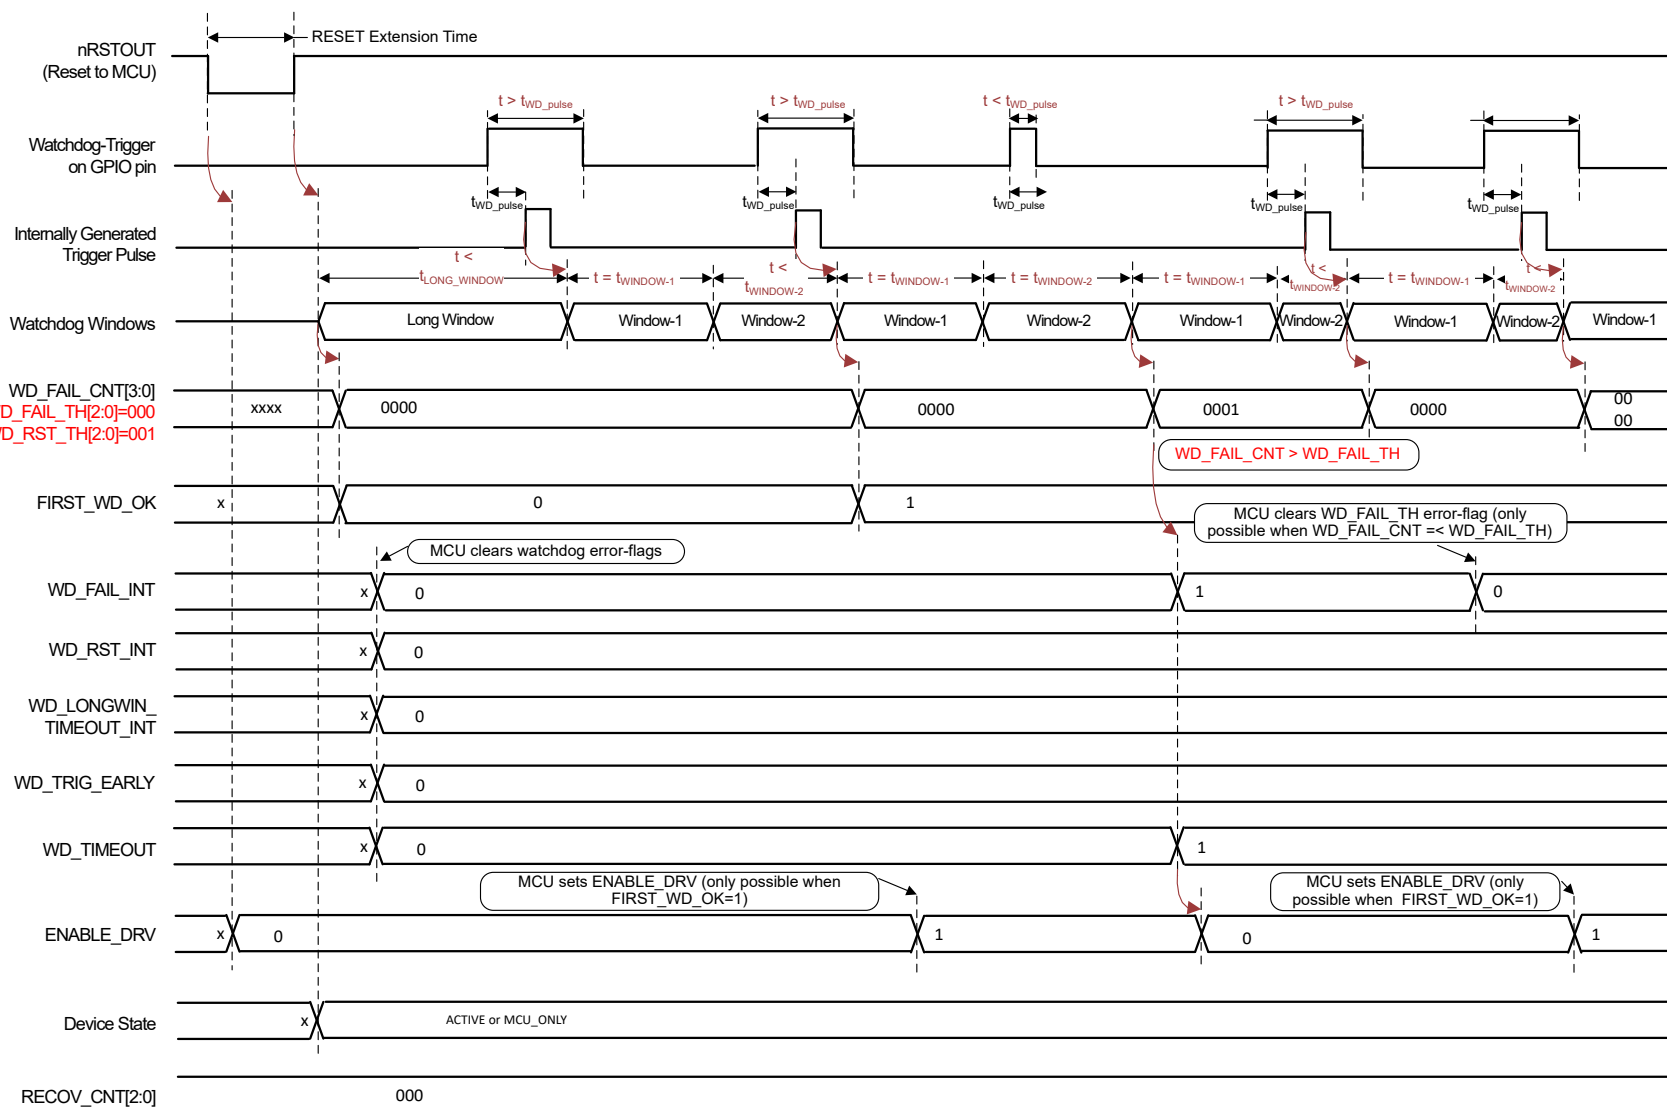 RESET Extension Time
nRSTOUT
(Reset to MCU)
t > tWD_pulse
t > tWD_pulse
t < tWD_pulse
t > tWD_pulse
Watchdog-Trigger
on GPIO pin
tWD_pulse
tWD_pulse
tWD_pulse
tWD_pulse
tWD_pulse
Internally Generated
Trigger Pulse
t <
tLONG_WINDOW
t = tWINDOW-1
t <
tWINDOW-2
t = tWINDOW-1
t = tWINDOW-2
t = tWINDOW-1
t <
tWINDOW-2
t = tWINDOW-1
t <
tWINDOW-2
Watchdog Windows
Long Window
Window-1
Window-2
Window-1
Window-2
Window-1
Window-2
Window-1
Window-2
Window-1
WD_FAIL_CNT[3:0]
D_FAIL_TH[2:0]=000
D_RST_TH[2:0]=001
xxxx
0000
0000
0001
0000
00
00
WD_FAIL_CNT > WD_FAIL_TH
FIRST_WD_OK
x
0
1
MCU clears WD_FAIL_TH error-flag (only
possible when WD_FAIL_CNT =< WD_FAIL_TH)
MCU clears watchdog error-flags
WD_FAIL_INT
x
0
1
0
WD_RST_INT
x
0
WD_LONGWIN_
TIMEOUT_INT
x
0
WD_TRIG_EARLY
x
0
WD_TIMEOUT
x
0
1
MCU sets ENABLE_DRV (only possible when
FIRST_WD_OK=1)
MCU sets ENABLE_DRV (only
possible when FIRST_WD_OK=1)
ENABLE_DRV
x
0
1
0
1
Device State
x
ACTIVE or MCU_ONLY
RECOV_CNT[2:0]
000